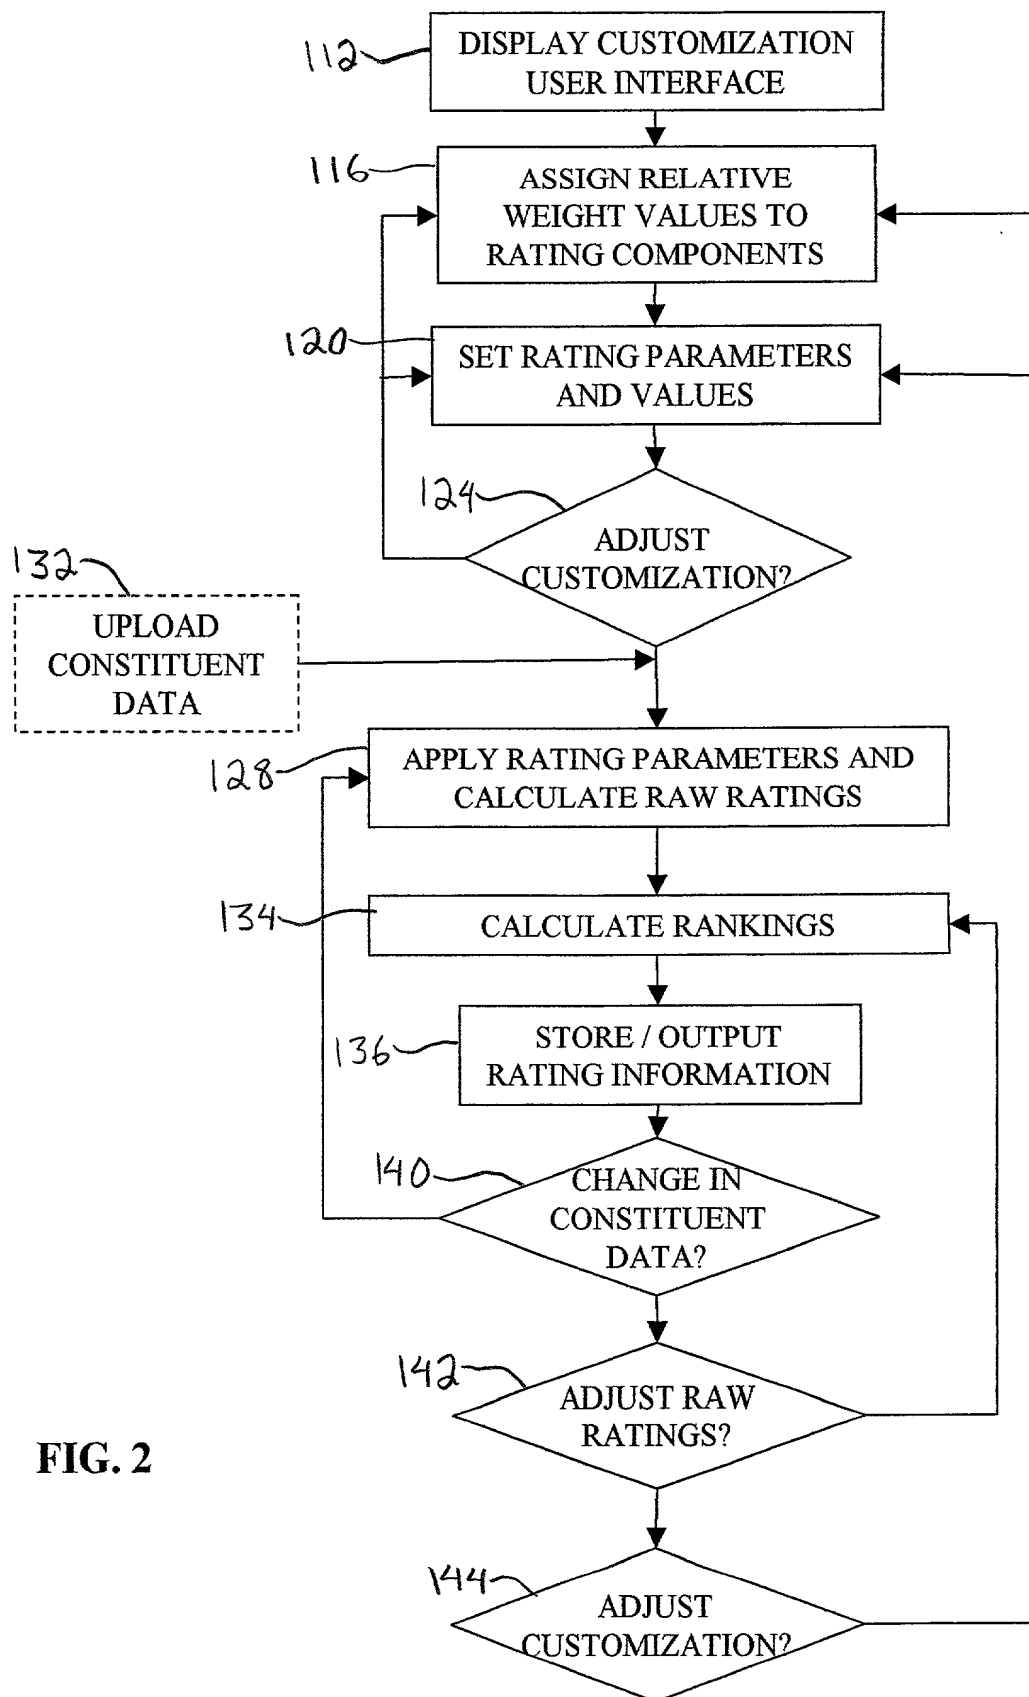 112
DISPLAY CUSTOMIZATION
USER INTERFACE
116
ASSIGN RELATIVE
WEIGHT VALUES TO
RATING COMPONENTS
120
SET RATING PARAMETERS
AND VALUES
124
ADJUST
CUSTOMIZATION?
132
UPLOAD
CONSTITUENT
DATA
128
APPLY RATING PARAMETERS AND
CALCULATE RAW RATINGS
134
CALCULATE RANKINGS
136
STORE / OUTPUT
RATING INFORMATION
140
CHANGE IN
CONSTITUENT
DATA?
142
ADJUST RAW
RATINGS?
FIG. 2
144
ADJUST
CUSTOMIZATION?